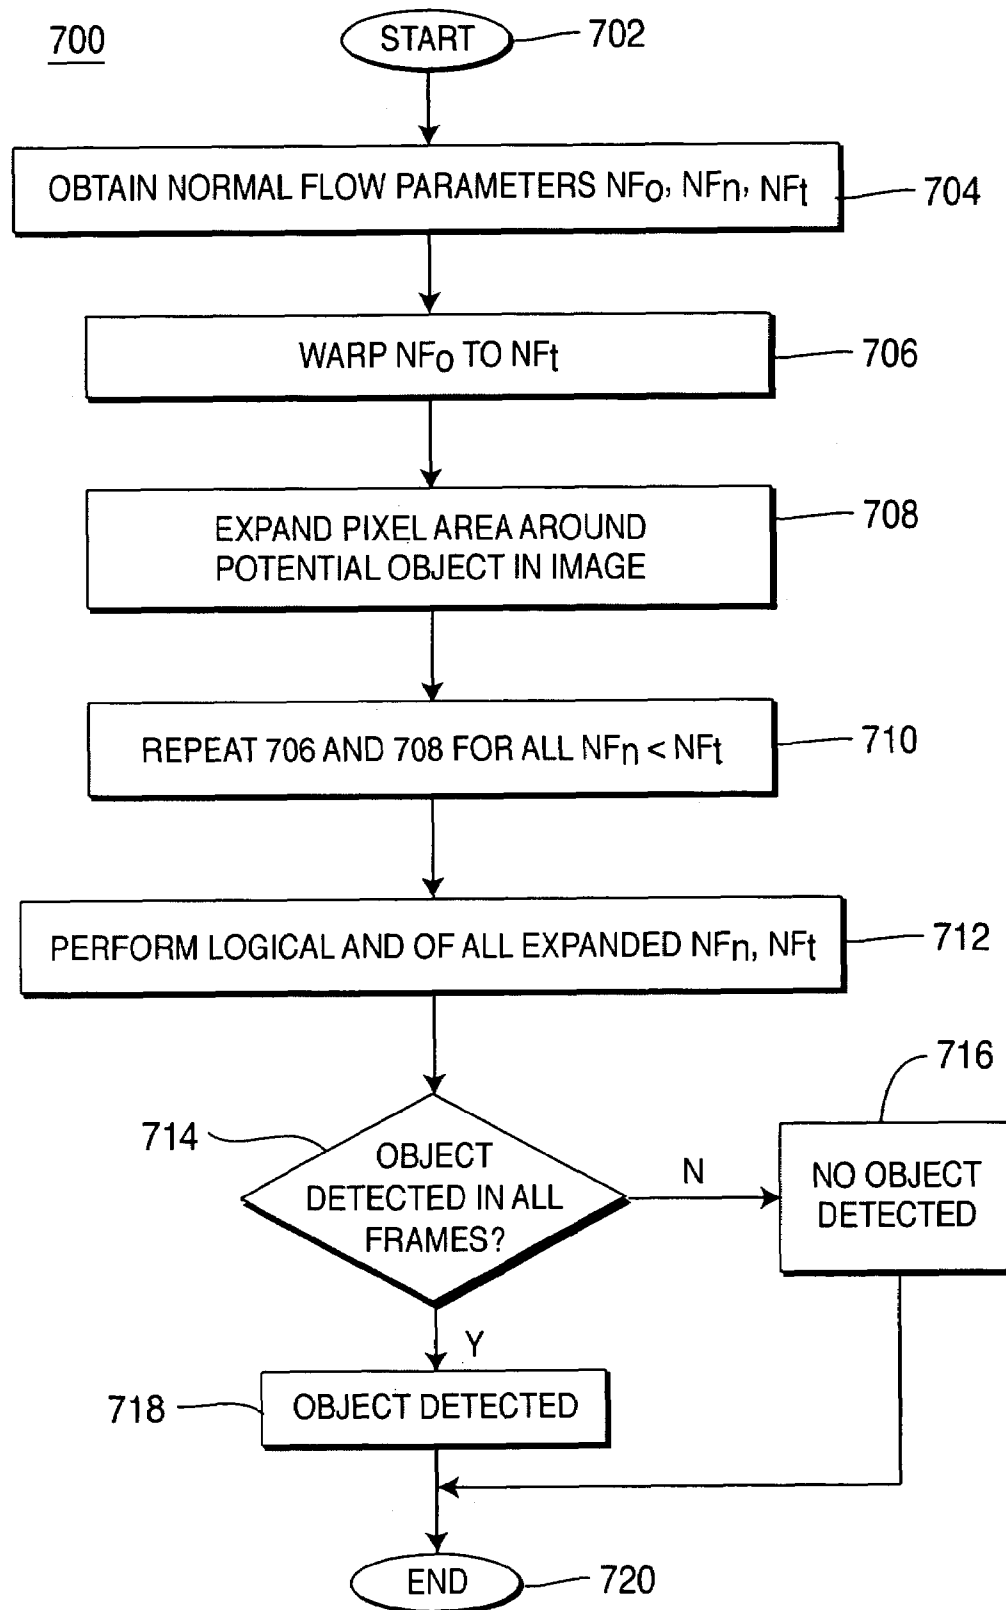 700
START
702
OBTAIN NORMAL FLOW PARAMETERS NFo, NFn, NFt
704
WARP NFo TO NFt
706
EXPAND PIXEL AREA AROUND
POTENTIAL OBJECT IN IMAGE
708
REPEAT 706 AND 708 FOR ALL NFn < NFt
710
PERFORM LOGICAL AND OF ALL EXPANDED NFn, NFt
712
714
OBJECT
DETECTED IN ALL
FRAMES?
N
716
NO OBJECT
DETECTED
Y
718
OBJECT DETECTED
END
720